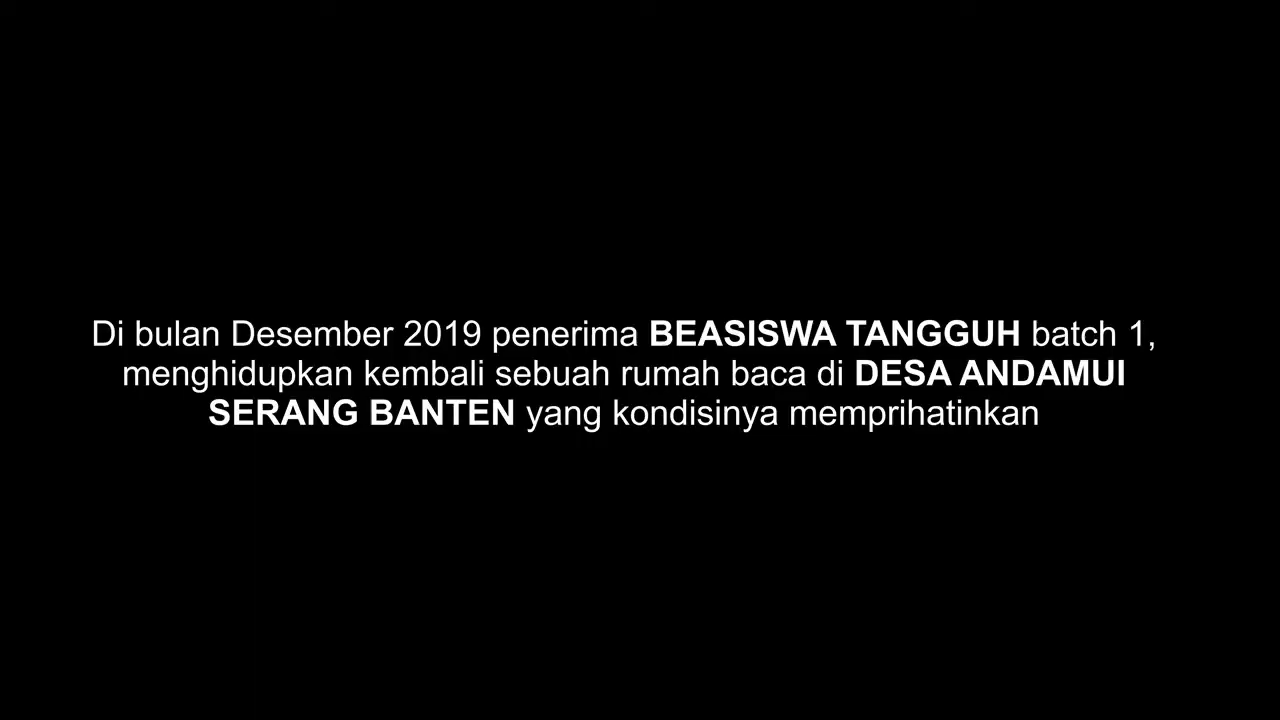 Di bulan Desember 2019 penerima BEASISWA TANGGUH batch 1,
menghidupkan kembali sebuah rumah baca di DESA ANDAMUI
SERANG BANTEN yang kondisinya memprihatinkan